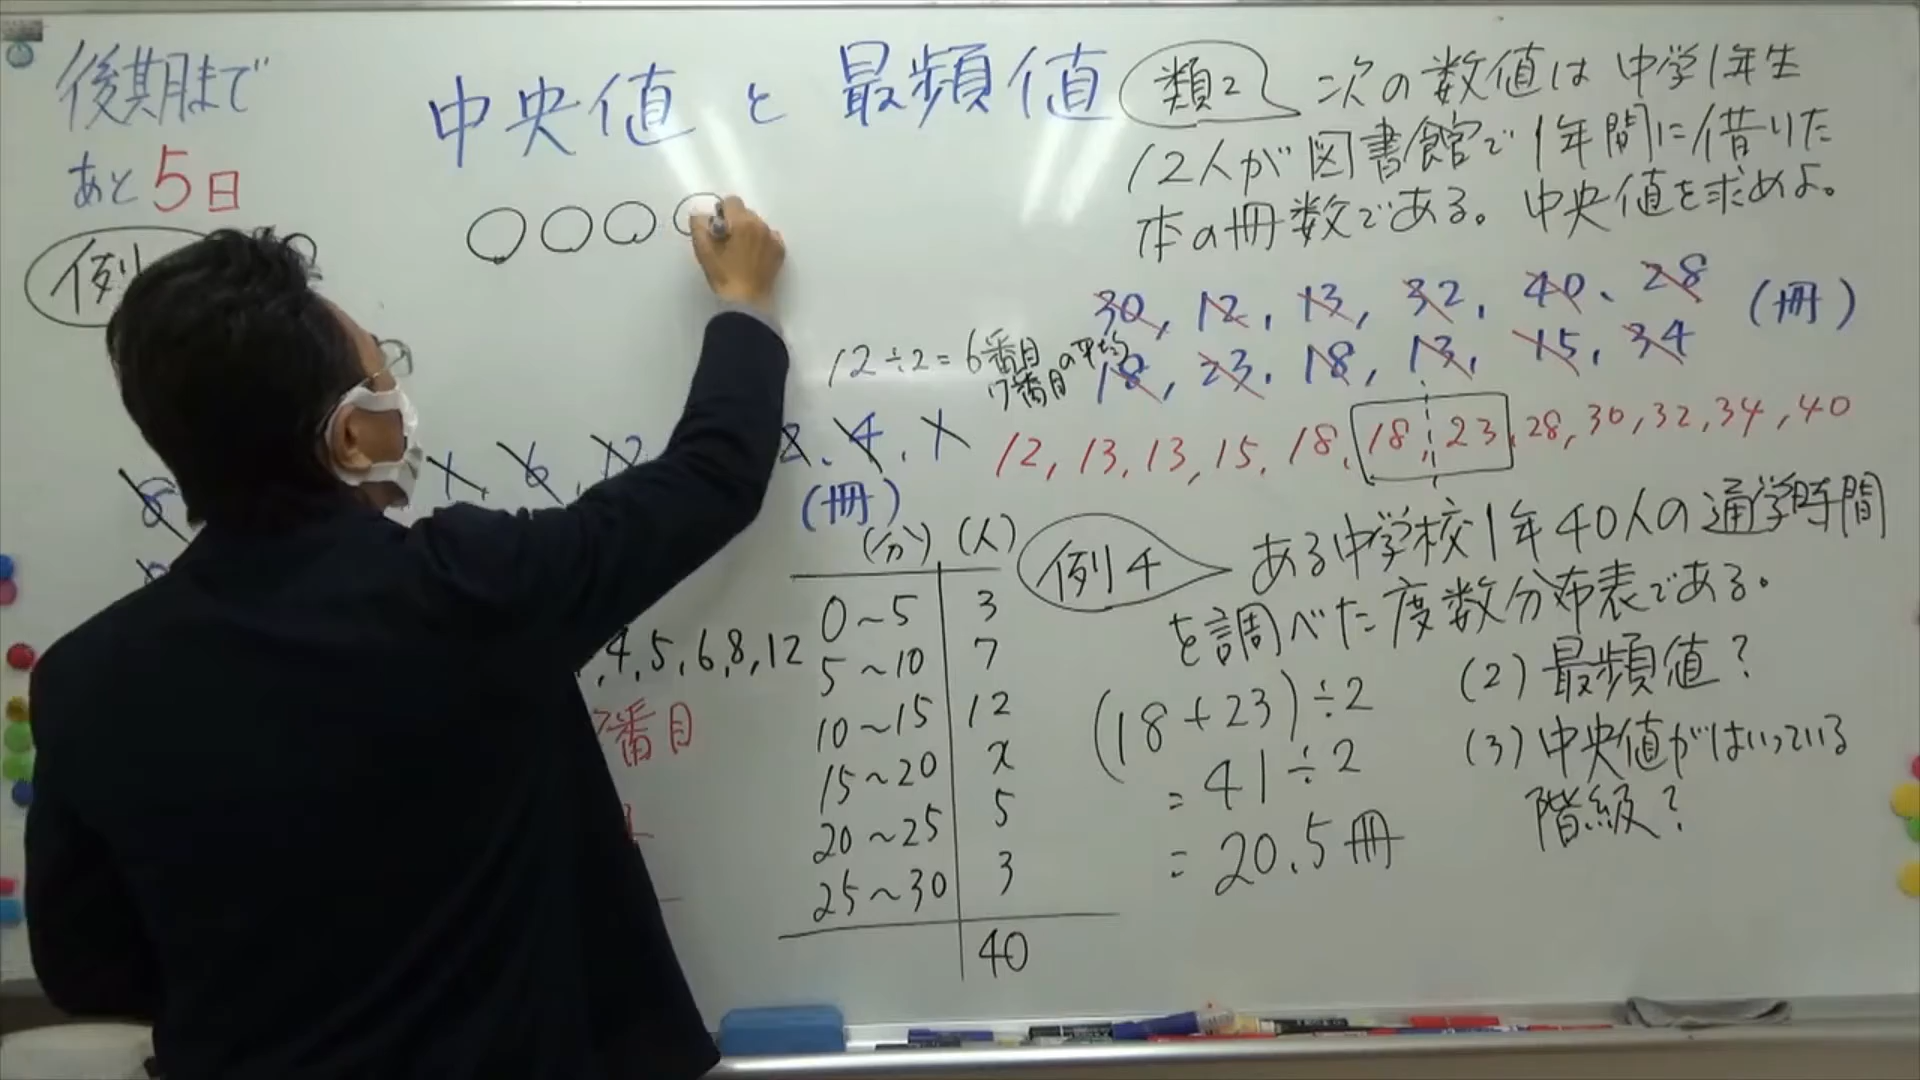 後期まで
あと5日
中央値と最頻値
例
類2 次の数値は中学1年生
12人が図書館で1年間に借りた
本の冊数である。中央値を求めよ。
30, 12, 13, 32, 40, 28
18, 23, 18, 13, 15, 34
(冊)
12÷2=6番目
7番目の平均
12, 13, 13, 15, 18, 18, 23, 28, 30, 32, 34, 40
6, 12
4, 1
(冊)
4, 5, 6, 8, 12
番目
(分) (人)
0～5 3
5～10 7
10～15 12
15～20 x
20～25 5
25～30 3
40
例4 ある中学校1年40人の通学時間
を調べた度数分布表である。
(2) 最頻値?
(3) 中央値がはいっている
階級?
(18+23)÷2
=41÷2
=20.5冊